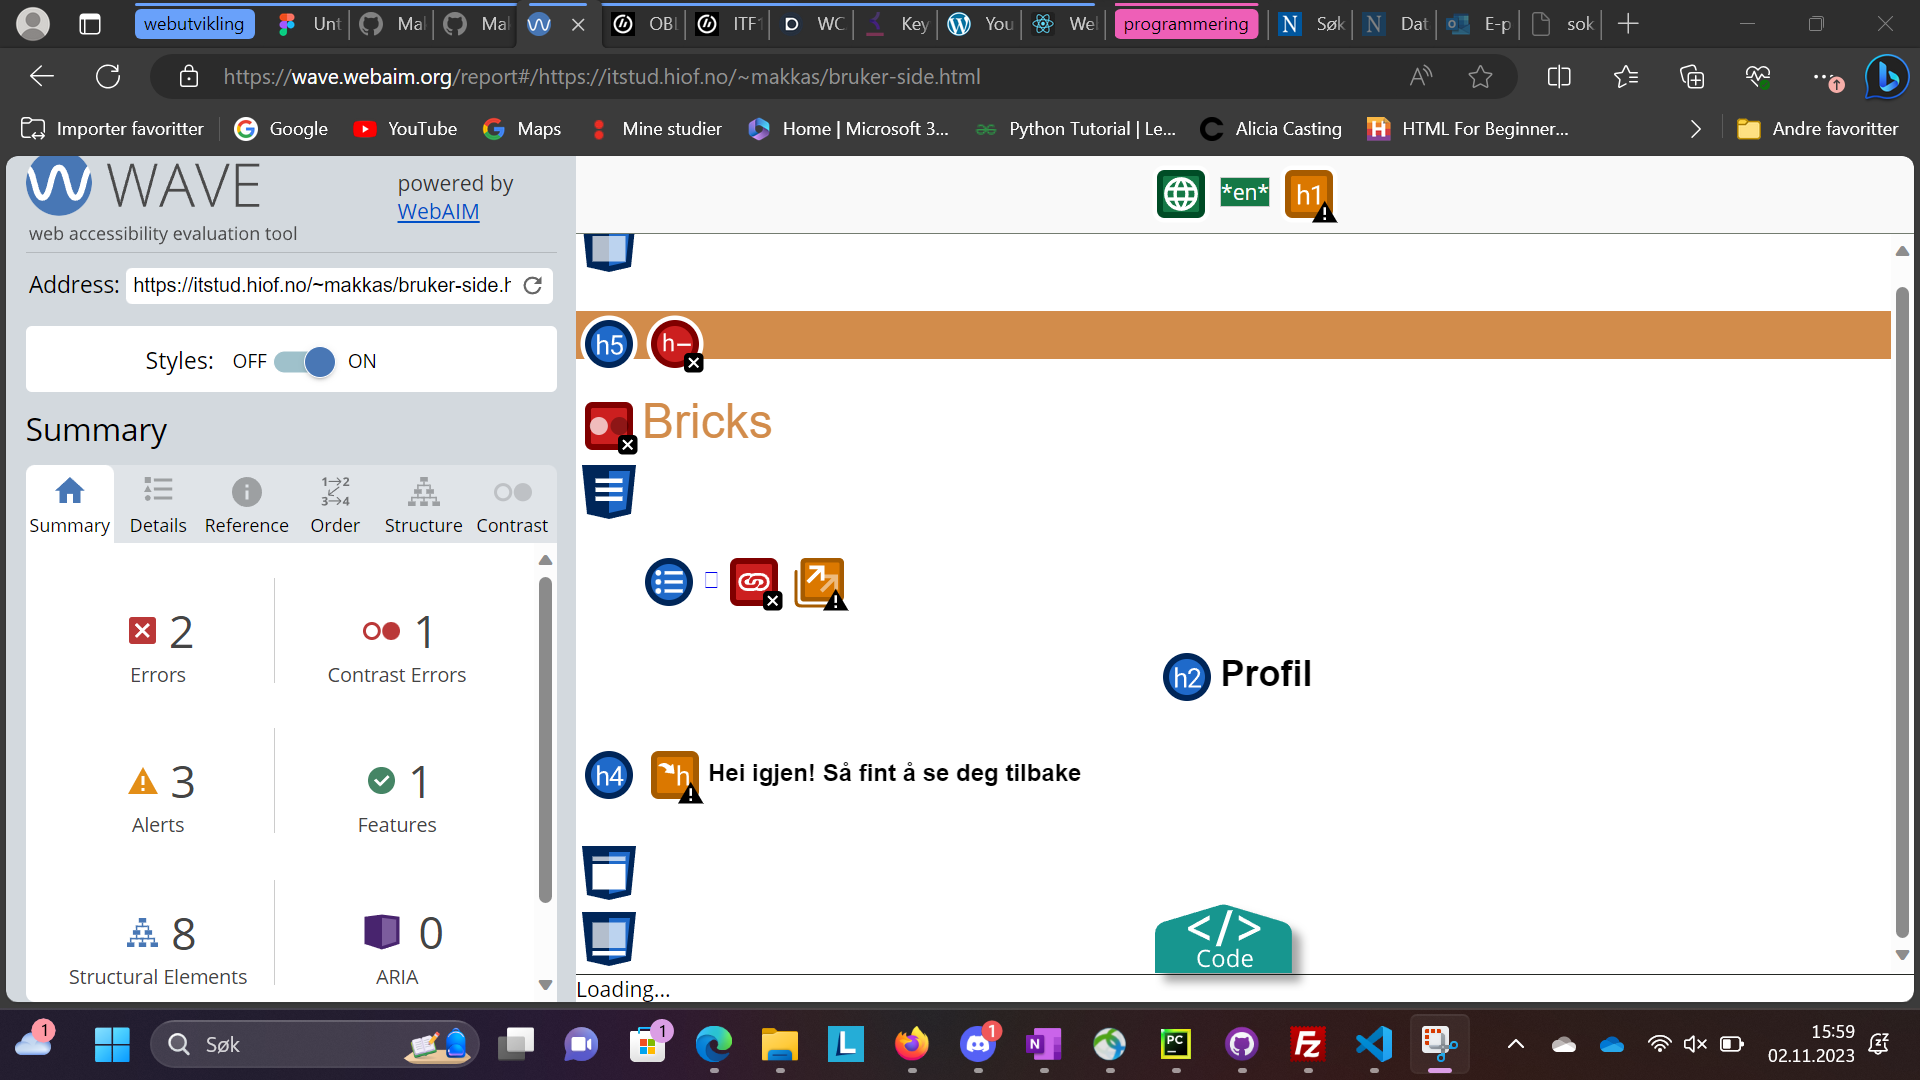 webutvikling
Unt
Mal
Mal
OBI
ITF1
WC
Key
You
Wel
programmering
Søk
Dat
E-p
sok
https://wave.webaim.org/report#/https://itstud.hiof.no/~makkas/bruker-side.html
Importer favoritter
Google
YouTube
Maps
Mine studier
Home | Microsoft 3...
Python Tutorial | Le...
Alicia Casting
HTML For Beginner...
Andre favoritter
WAVE
powered by
WebAIM
web accessibility evaluation tool
Address: https://itstud.hiof.no/~makkas/bruker-side.h
Styles: OFF ON
Summary
Summary Details Reference Order Structure Contrast
2
Errors
1
Contrast Errors
3
Alerts
1
Features
8
Structural Elements
0
ARIA
*en* h1
h5 h–
Bricks
h2 Profil
h4 h Hei igjen! Så fint å se deg tilbake
</>
Code
Loading...
1
Søk
1
1
15:59
02.11.2023